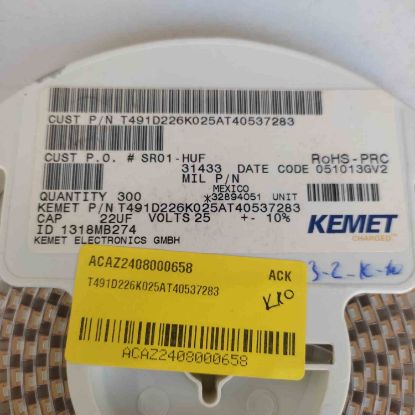 CUST P/N T491D226K025AT40537283
CUST P.O. # SR01-HUF
RoHS-PRC
31433 DATE CODE 051013GV2
MIL P/N
MEXICO
QUANTITY 300 *32894051 UNIT
KEMET P/N T491D226K025AT40537283
CAP 22UF VOLTS 25 + - 10%
ID 1318MB274
KEMET ELECTRONICS GMBH
KEMET
CHARGED
ACAZ2408000658 ACK
T491D226K025AT40537283
ACAZ2408000658